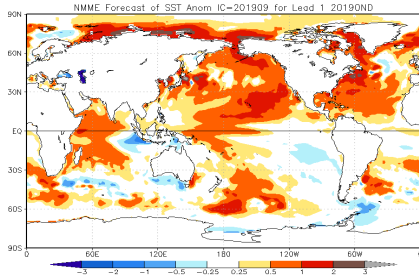 NMME Forecast of SST Anom IC=201909 for Lead 1 2019OND
90N
60N
30N
EQ
30S
60S
90S
0 60E 120E 180 120W 60W
-3 -2 -1 -0.5 -0.25 0.25 0.5 1 2 3